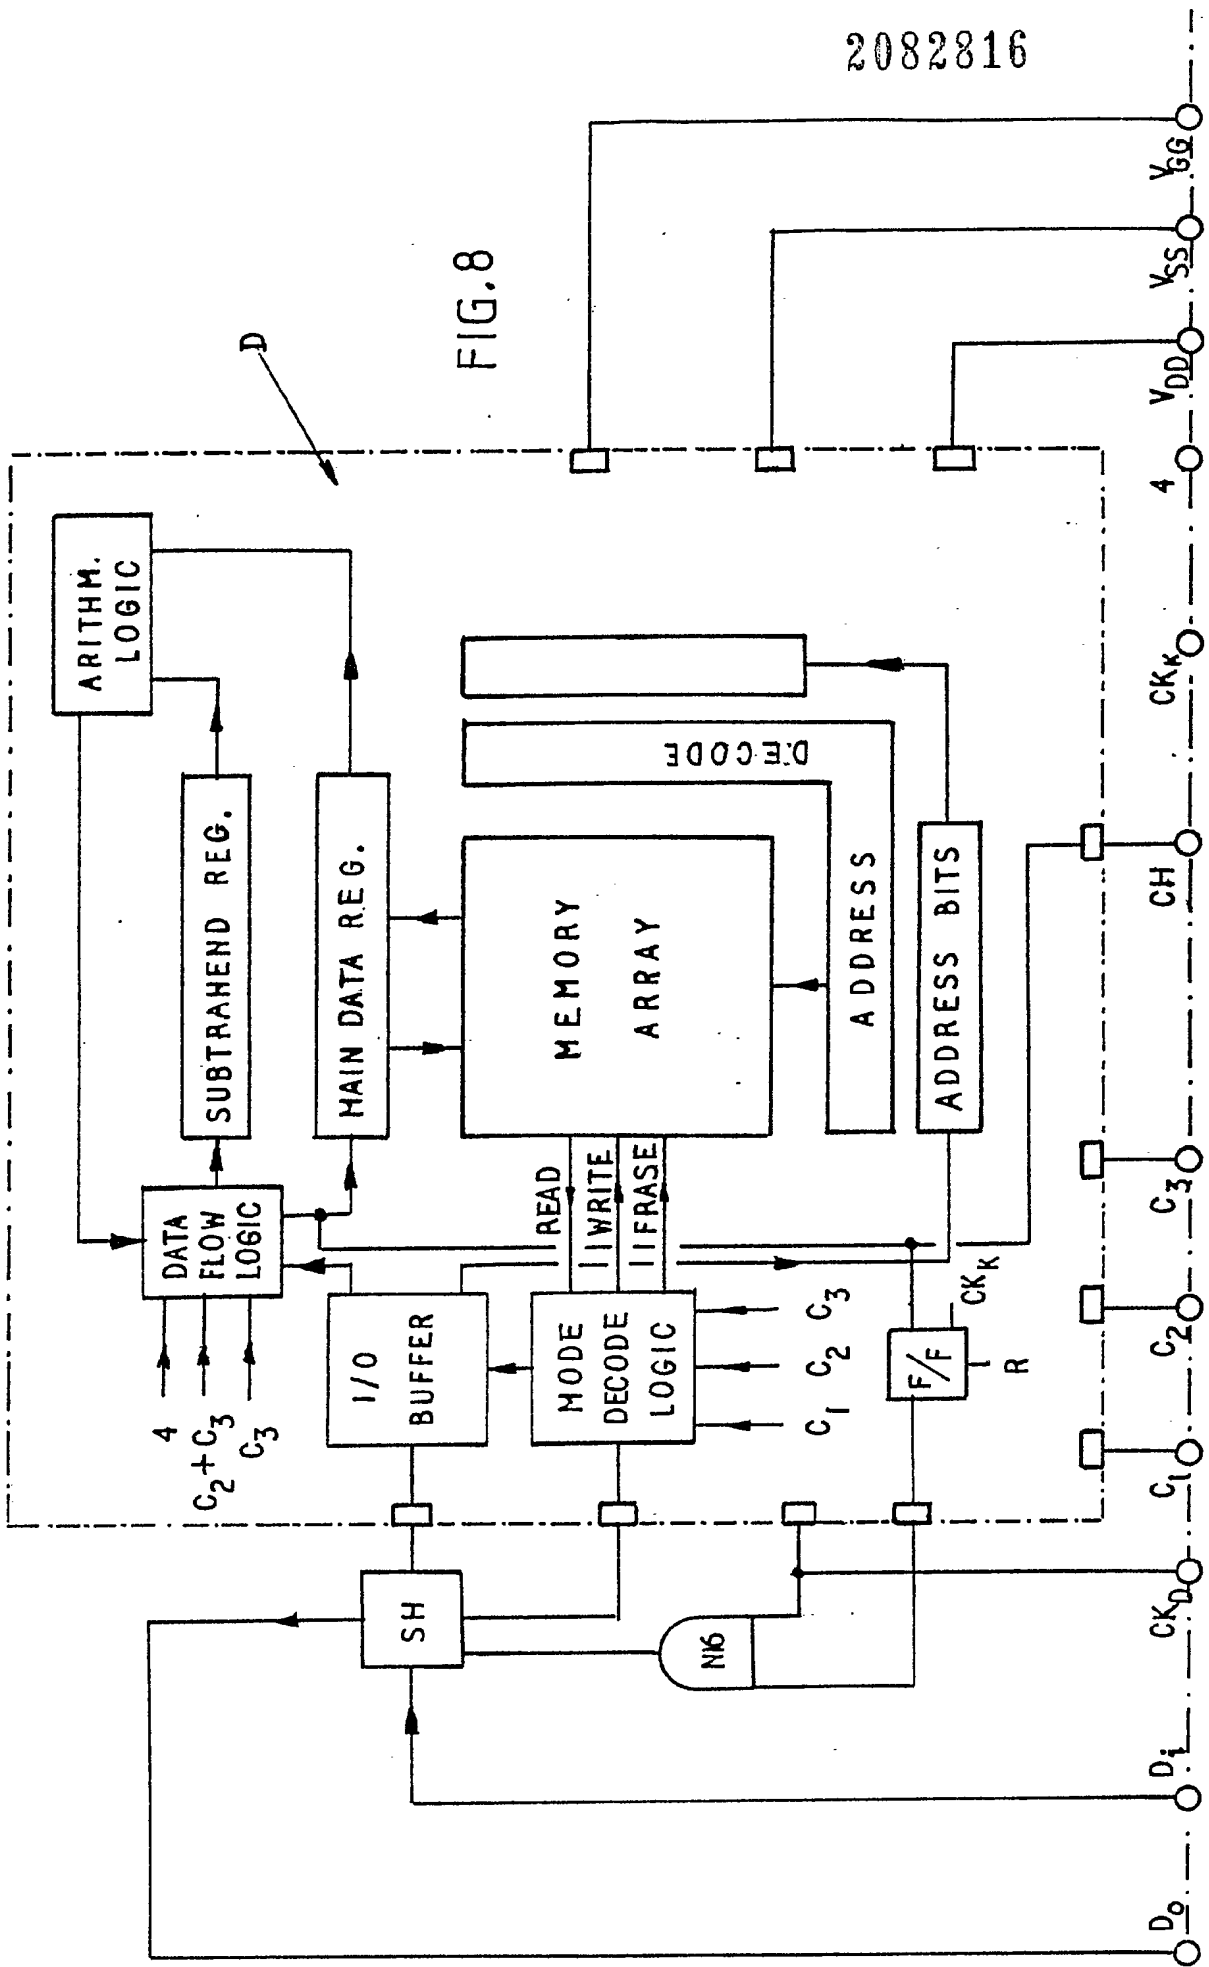 2082816
FIG.8
D
ARITHM.
LOGIC
SUBTRAHEND REG.
MAIN DATA REG.
DATA
FLOW
LOGIC
4
C2+C3
C3
I/O
BUFFER
MEMORY
ARRAY
DECODE
ADDRESS
ADDRESS BITS
READ
WRITE
ERASE
MODE
DECODE
LOGIC
C1
C2
C3
F/F
CKK
R
SH
N16
Do
Di
CKD
C1
C2
C3
CH
CKK
4
VDD
VSS
VGG